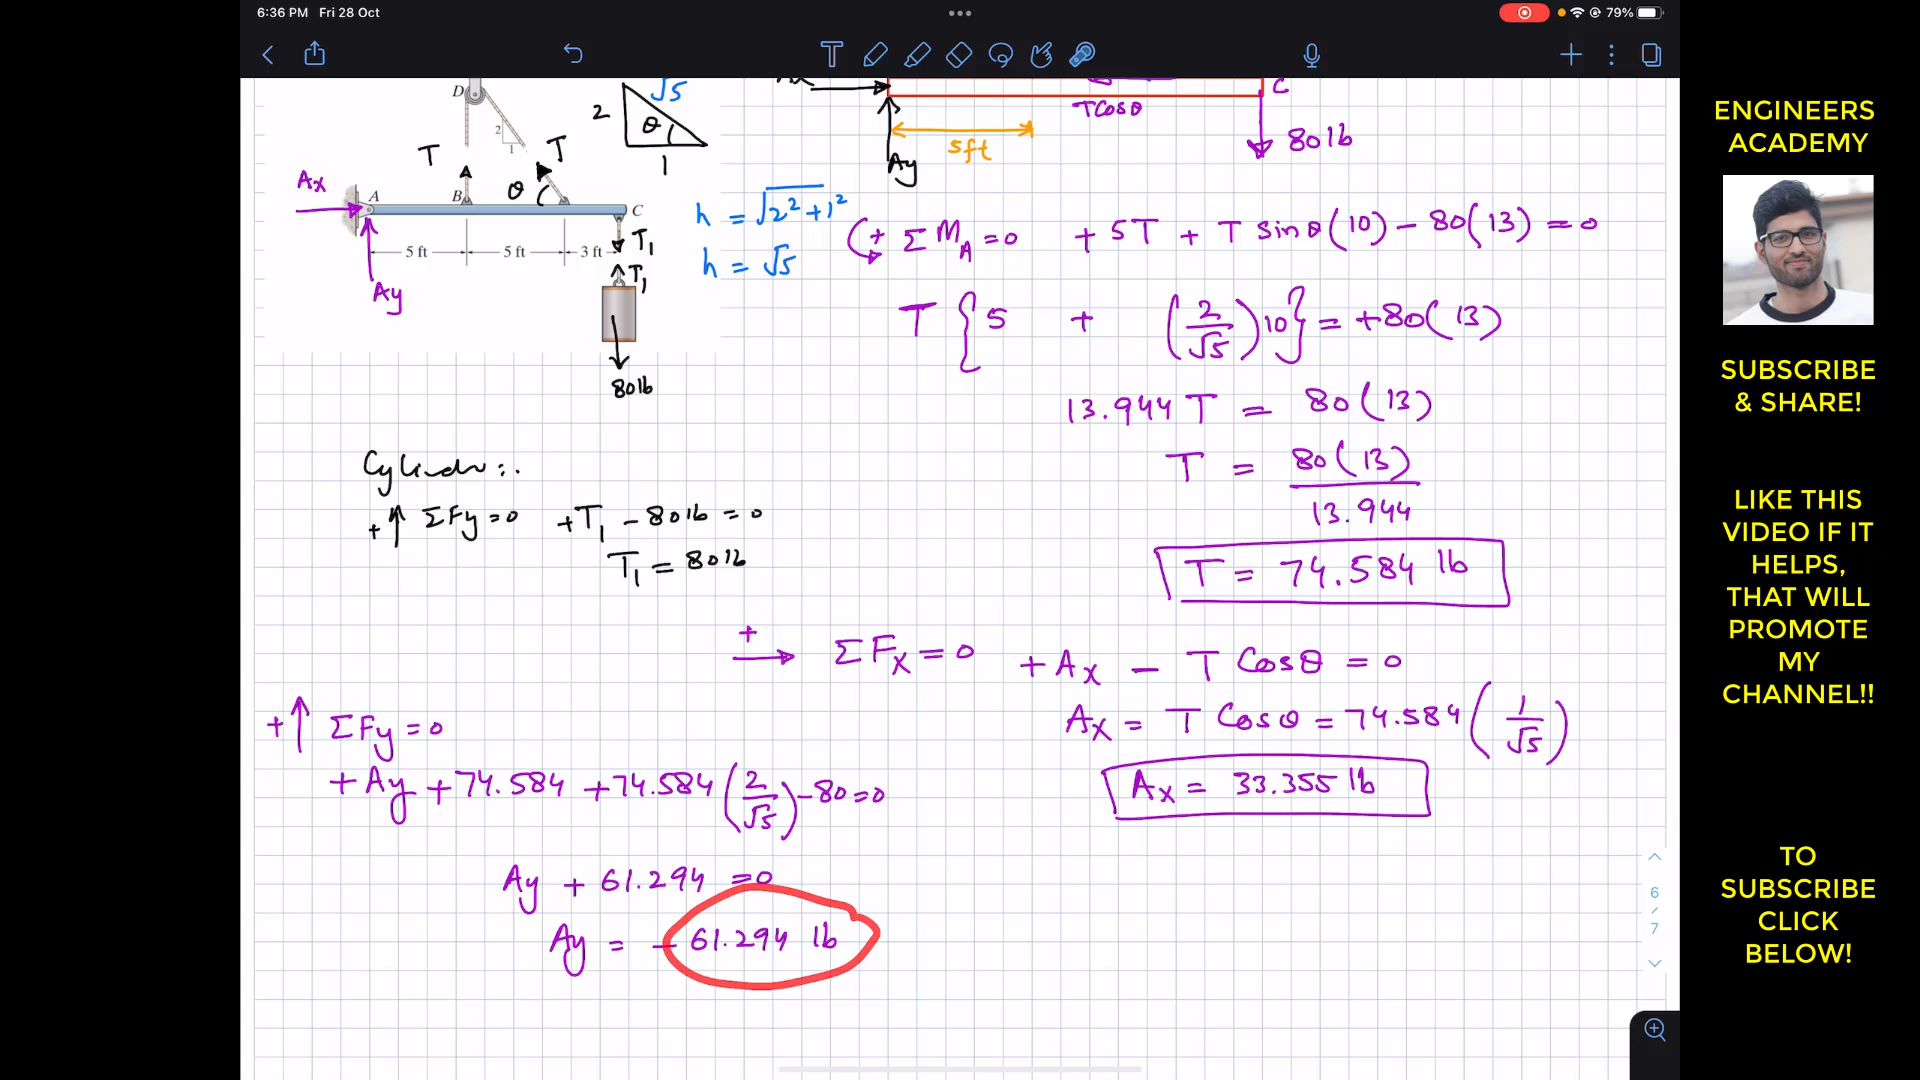 6:36 PM Fri 28 Oct
79%
D
2
1
T
T
θ
Ax
A
B
C
5 ft
5 ft
3 ft
T₁
T₁
Ay
80lb
2
√5
θ
1
h = √2² + 1²
h = √5
Tcosθ
C
5ft
Ay
80lb
+ ΣM_A = 0 + 5T + T sinθ(10) - 80(13) = 0
T { 5 + (2/√5)10} = +80(13)
13.944 T = 80(13)
T = 80(13)/13.944
T = 74.584 lb
Cylinder:.
+↑ ΣFy = 0 +T₁ - 80lb = 0
T₁ = 80lb
+→ ΣFx = 0 +Ax - T Cosθ = 0
Ax = T Cosθ = 74.584 (1/√5)
Ax = 33.355 lb
+↑ ΣFy = 0
+ Ay + 74.584 + 74.584 (2/√5) - 80 = 0
Ay + 61.294 = 0
Ay = - 61.294 lb
6
/
7
ENGINEERS
ACADEMY
SUBSCRIBE
& SHARE!
LIKE THIS
VIDEO IF IT
HELPS,
THAT WILL
PROMOTE
MY
CHANNEL!!
TO
SUBSCRIBE
CLICK
BELOW!